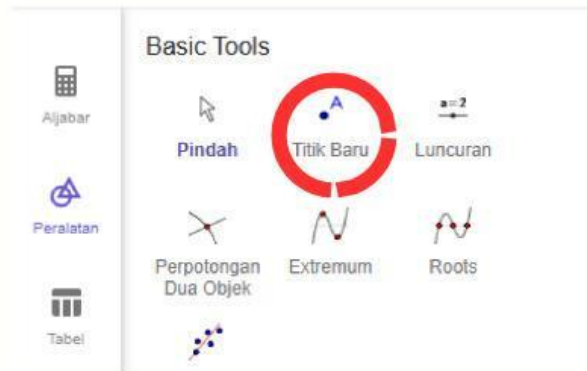 Basic Tools
Aljabar
A
a=2
Pindah
Titik Baru
Luncuran
Peralatan
Perpotongan
Dua Objek
Extremum
Roots
Tabel